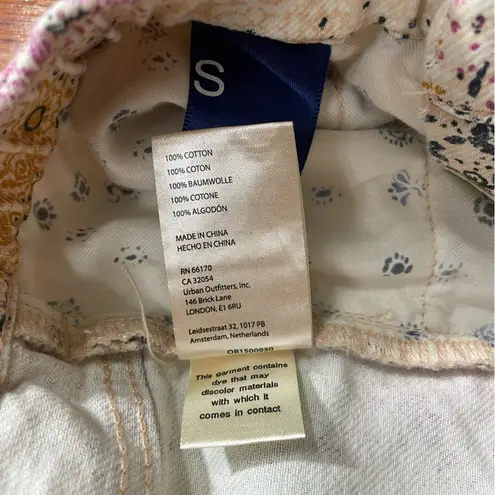 S
100% COTTON
100% COTON
100% BAUMWOLLE
100% COTONE
100% ALGODÓN
MADE IN CHINA
HECHO EN CHINA
RN 66170
CA 32054
Urban Outfitters, Inc.
146 Brick Lane
LONDON, E1 6RU
Leidsestraat 32, 1017 PB
Amsterdam, Netherlands
OB1500930
This garment contains
dye that may
discolor materials
with which it
comes in contact